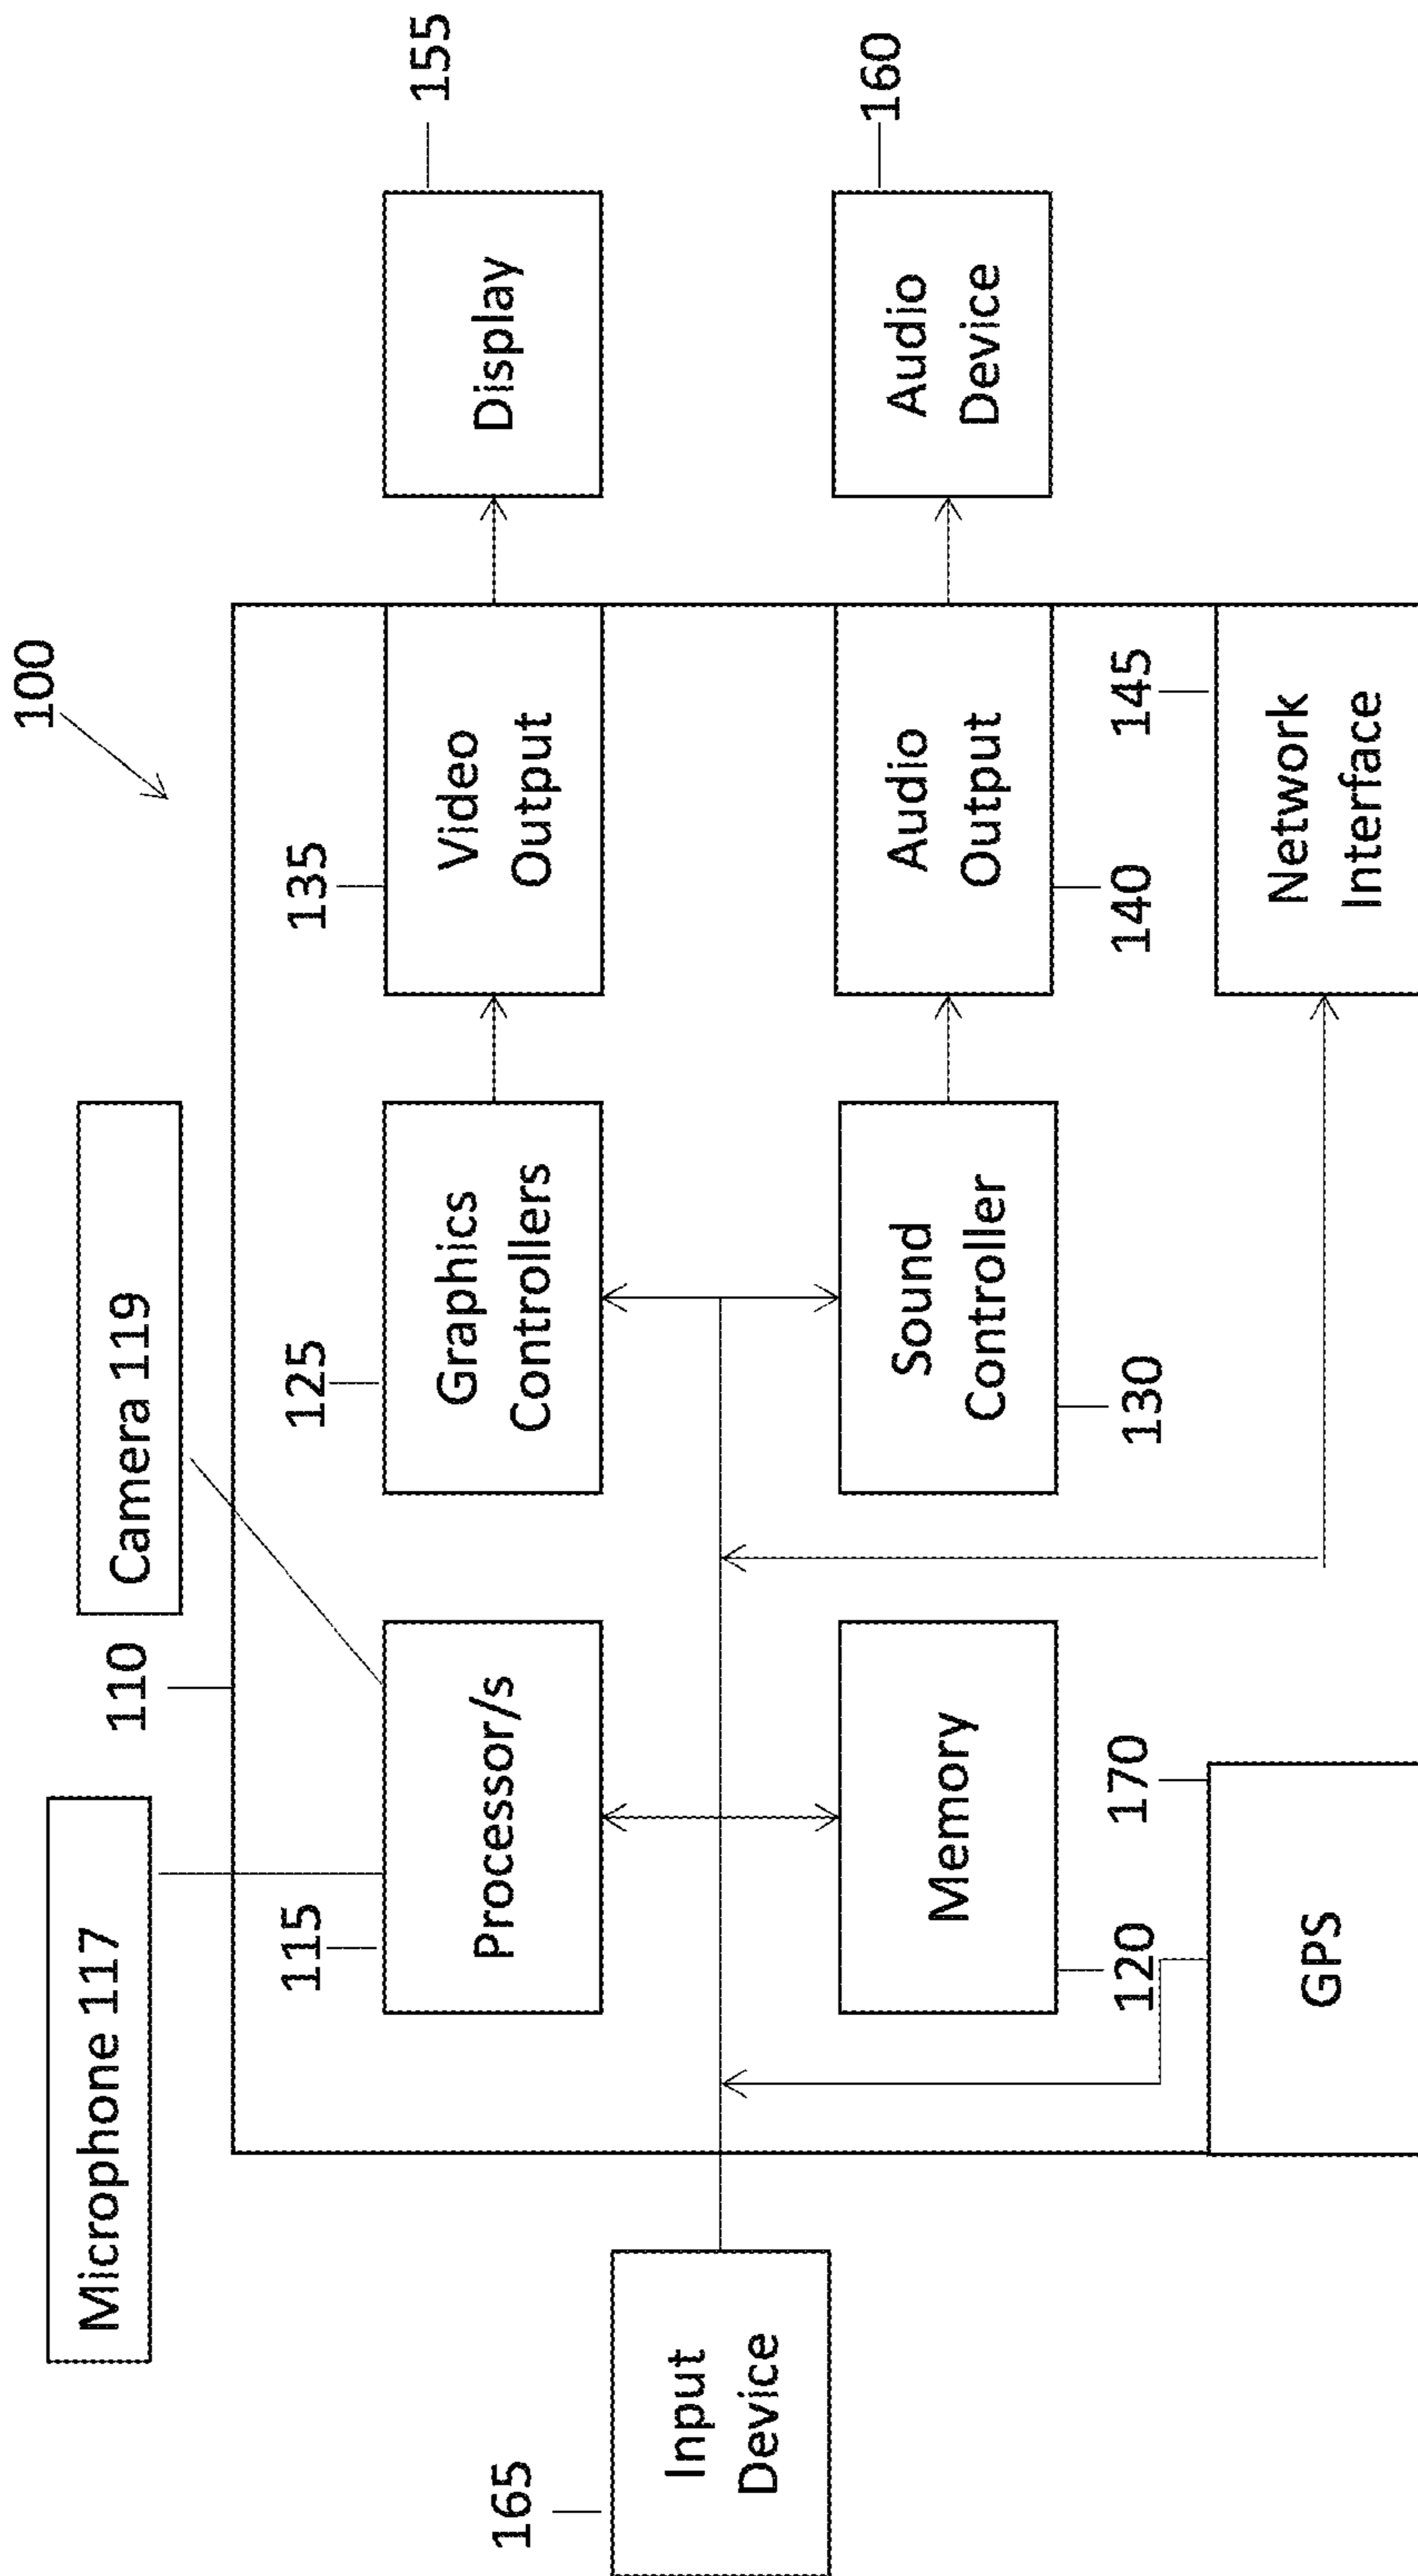 100
Microphone 117
110
Camera 119
115
Processor/s
125
Graphics
Controllers
135
Video
Output
155
Display
165
Input
Device
Memory
120
Sound
Controller
130
Audio
Output
140
Audio
Device
160
170
GPS
145
Network
Interface